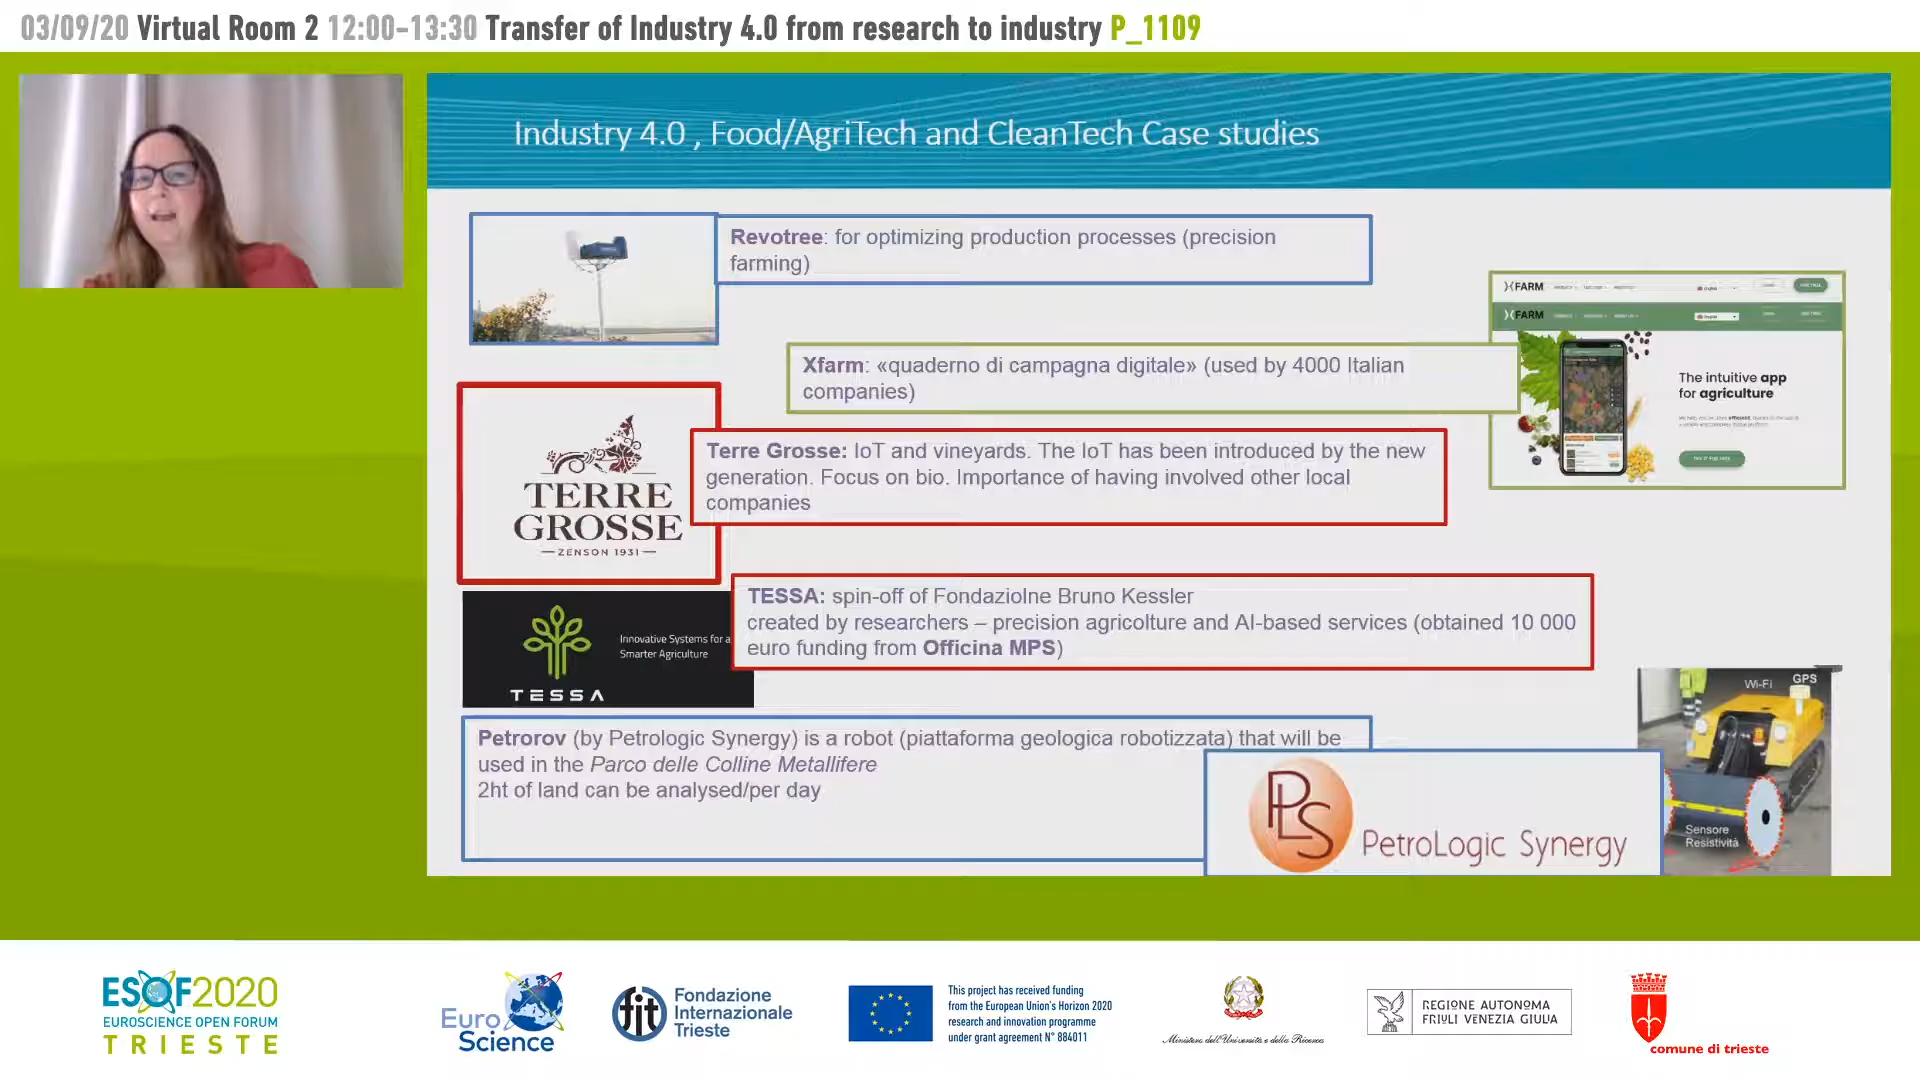 03/09/20 Virtual Room 2 12:00-13:30 Transfer of Industry 4.0 from research to industry P_1109
Industry 4.0 , Food/AgriTech and CleanTech Case studies
Revotree: for optimizing production processes (precision
farming)
XFARM
XFARM
English
The intuitive app
for agriculture
Xfarm: «quaderno di campagna digitale» (used by 4000 Italian
companies)
TERRE
GROSSE
ZENSON 1931
Terre Grosse: IoT and vineyards. The IoT has been introduced by the new
generation. Focus on bio. Importance of having involved other local
companies
Innovative Systems for a
Smarter Agriculture
TESSA
TESSA: spin-off of Fondaziolne Bruno Kessler
created by researchers – precision agricolture and AI-based services (obtained 10 000
euro funding from Officina MPS)
Petrorov (by Petrologic Synergy) is a robot (piattaforma geologica robotizzata) that will be
used in the Parco delle Colline Metallifere
2ht of land can be analysed/per day
PLS
PetroLogic Synergy
Wi-Fi
GPS
Sensore
Resistività
ESOF2020
EUROSCIENCE OPEN FORUM
TRIESTE
Euro
Science
fit
Fondazione
Internazionale
Trieste
This project has received funding
from the European Union's Horizon 2020
research and innovation programme
under grant agreement N° 884011
Ministero dell'Università e della Ricerca
REGIONE AUTONOMA
FRIULI VENEZIA GIULIA
comune di trieste